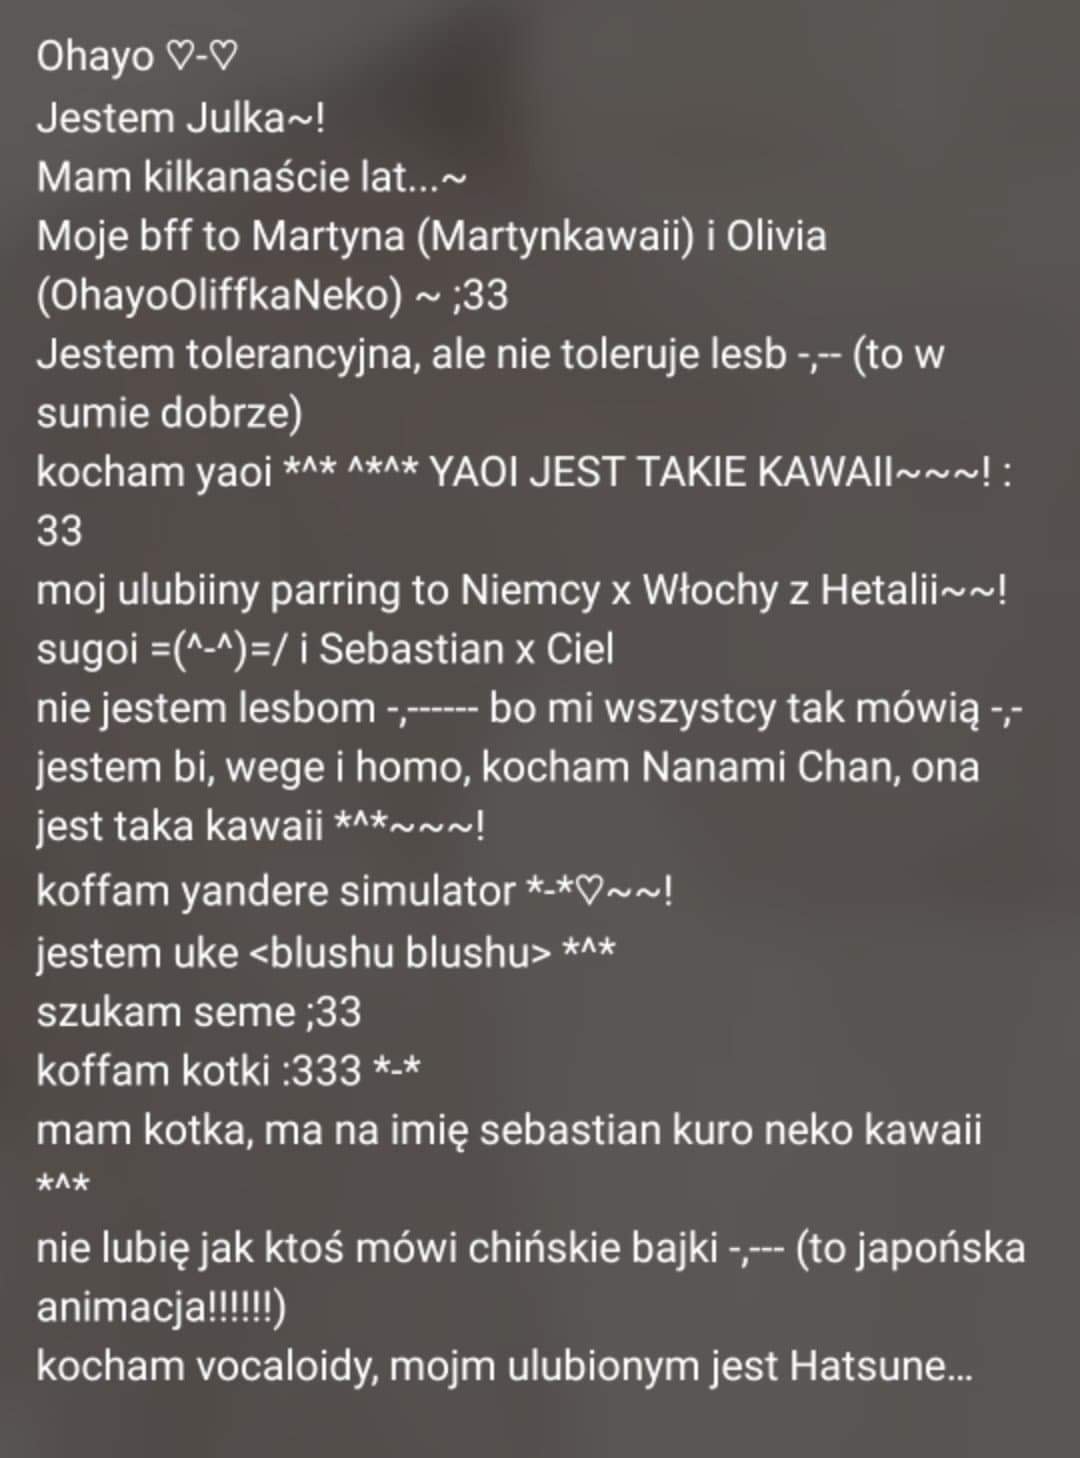 Ohayo ♡-♡
Jestem Julka~!
Mam kilkanaście lat...~
Moje bff to Martyna (Martynkawaii) i Olivia
(OhayoOliffkaNeko) ~ ;33
Jestem tolerancyjna, ale nie toleruje lesb -,-- (to w
sumie dobrze)
kocham yaoi *^* ^*^* YAOI JEST TAKIE KAWAII~~~! :
33
moj ulubiiny parring to Niemcy x Włochy z Hetalii~~!
sugoi =(^-^)=/ i Sebastian x Ciel
nie jestem lesbom -,------ bo mi wszystcy tak mówią -,-
jestem bi, wege i homo, kocham Nanami Chan, ona
jest taka kawaii *^*~~~!
koffam yandere simulator *-*♡~~!
jestem uke <blushu blushu> *^*
szukam seme ;33
koffam kotki :333 *-*
mam kotka, ma na imię sebastian kuro neko kawaii
*^*
nie lubię jak ktoś mówi chińskie bajki -,--- (to japońska
animacja!!!!!!)
kocham vocaloidy, mojm ulubionym jest Hatsune...